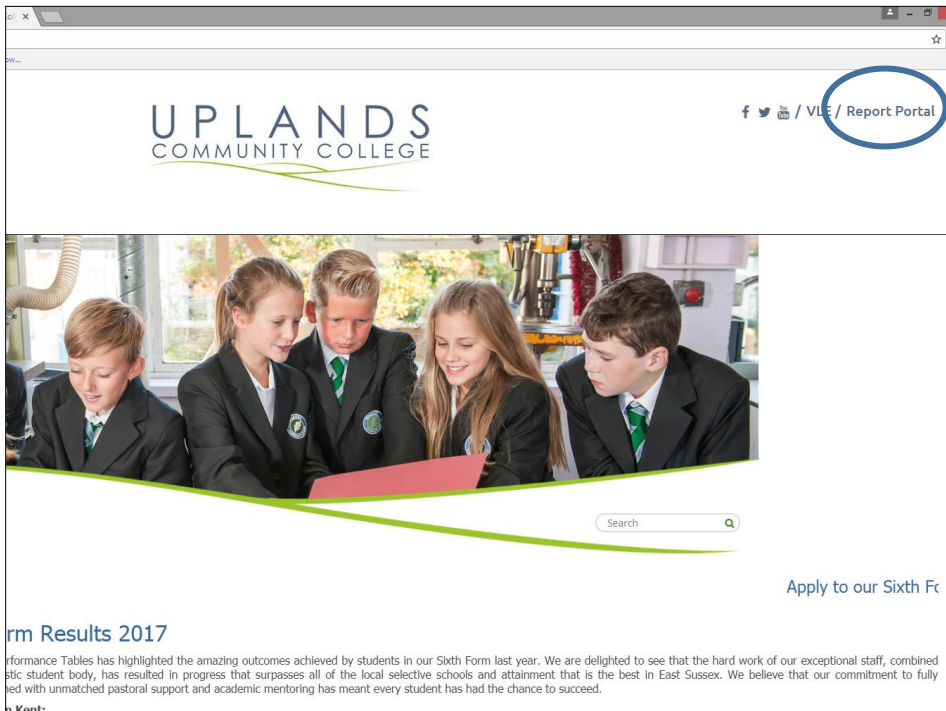 UPLANDS
COMMUNITY COLLEGE
/ VLE / Report Portal
Search
Apply to our Sixth
rm Results 2017
rformance Tables has highlighted the amazing outcomes achieved by students in our Sixth Form last year. We are delighted to see that the hard work of our exceptional staff, combined
stic student body, has resulted in progress that surpasses all of the local selective schools and attainment that is the best in East Sussex. We believe that our commitment to fully
ned with unmatched pastoral support and academic mentoring has meant every student has had the chance to succeed.
Kent: